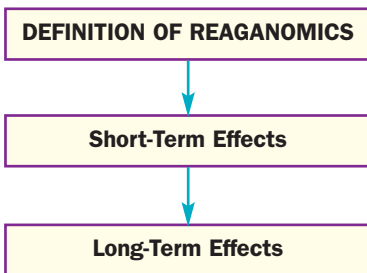 DEFINITION OF REAGANOMICS
Short-Term Effects
Long-Term Effects